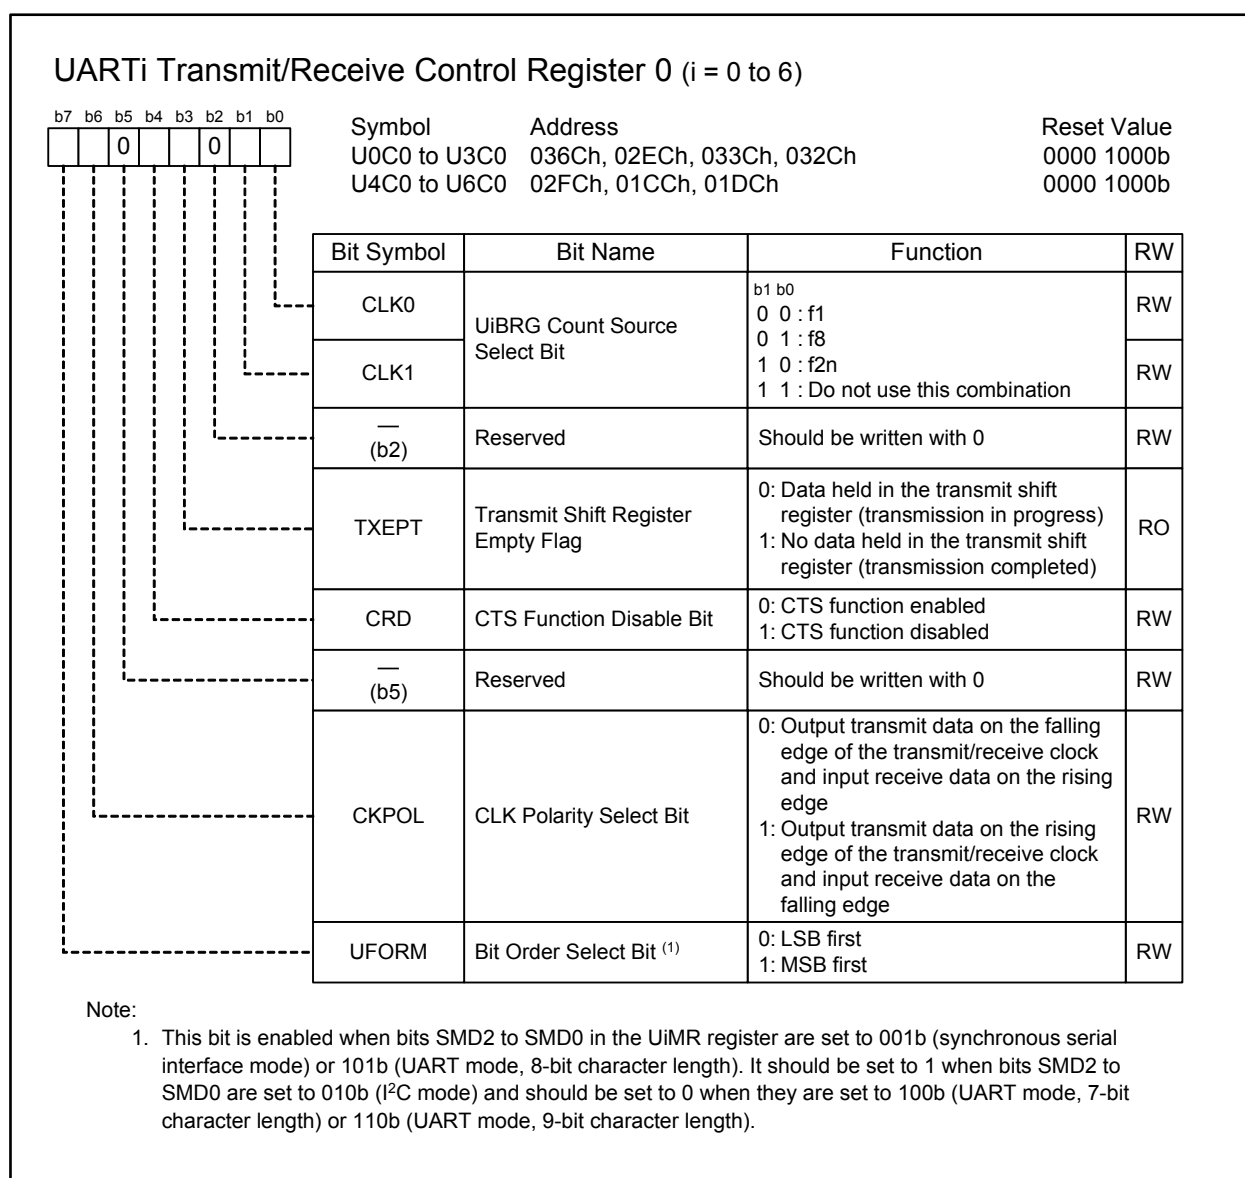 UARTi Transmit/Receive Control Register 0 (i = 0 to 6)
b7 b6 b5 b4 b3 b2 b1 b0
0 0
Symbol Address Reset Value
U0C0 to U3C0 036Ch, 02ECh, 033Ch, 032Ch 0000 1000b
U4C0 to U6C0 02FCh, 01CCh, 01DCh 0000 1000b
Bit Symbol Bit Name Function RW
CLK0
CLK1
UiBRG Count Source
Select Bit
b1 b0
0 0 : f1
0 1 : f8
1 0 : f2n
1 1 : Do not use this combination
RW
RW
—
(b2)
Reserved
Should be written with 0
RW
TXEPT
Transmit Shift Register
Empty Flag
0: Data held in the transmit shift
register (transmission in progress)
1: No data held in the transmit shift
register (transmission completed)
RO
CRD
CTS Function Disable Bit
0: CTS function enabled
1: CTS function disabled
RW
—
(b5)
Reserved
Should be written with 0
RW
CKPOL
CLK Polarity Select Bit
0: Output transmit data on the falling
edge of the transmit/receive clock
and input receive data on the rising
edge
1: Output transmit data on the rising
edge of the transmit/receive clock
and input receive data on the
falling edge
RW
UFORM
Bit Order Select Bit (1)
0: LSB first
1: MSB first
RW
Note:
1. This bit is enabled when bits SMD2 to SMD0 in the UiMR register are set to 001b (synchronous serial
interface mode) or 101b (UART mode, 8-bit character length). It should be set to 1 when bits SMD2 to
SMD0 are set to 010b (I²C mode) and should be set to 0 when they are set to 100b (UART mode, 7-bit
character length) or 110b (UART mode, 9-bit character length).